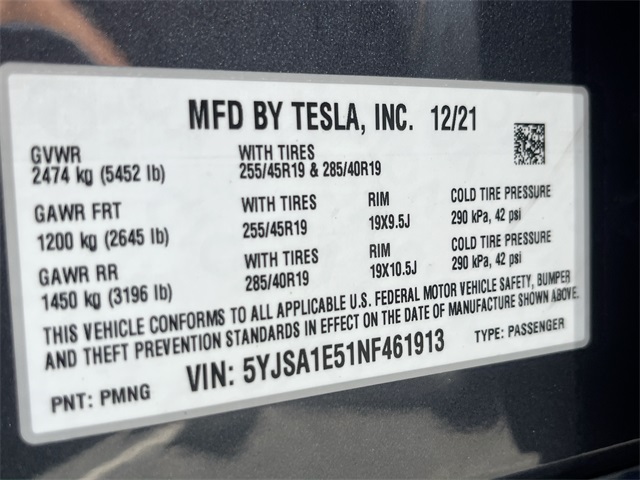 MFD BY TESLA, INC. 12/21
GVWR WITH TIRES
2474 kg (5452 lb) 255/45R19 & 285/40R19
GAWR FRT WITH TIRES RIM COLD TIRE PRESSURE
1200 kg (2645 lb) 255/45R19 19X9.5J 290 kPa, 42 psi
GAWR RR WITH TIRES RIM COLD TIRE PRESSURE
1450 kg (3196 lb) 285/40R19 19X10.5J 290 kPa, 42 psi
THIS VEHICLE CONFORMS TO ALL APPLICABLE U.S. FEDERAL MOTOR VEHICLE SAFETY, BUMPER
AND THEFT PREVENTION STANDARDS IN EFFECT ON THE DATE OF MANUFACTURE SHOWN ABOVE.
PNT: PMNG VIN: 5YJSA1E51NF461913 TYPE: PASSENGER